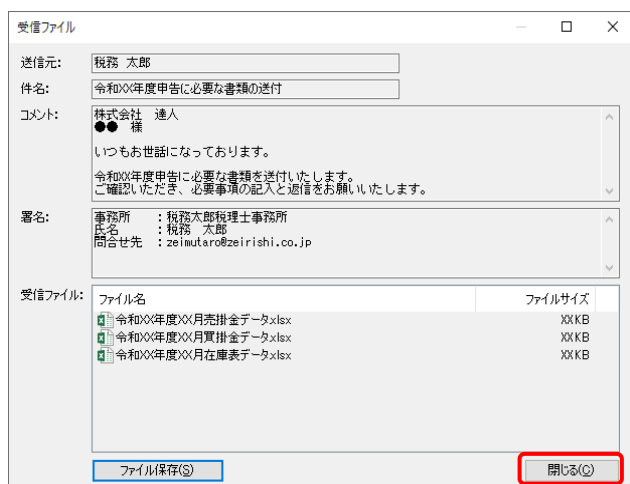 受信ファイル
送信元: 税務 太郎
件名: 令和XX年度申告に必要な書類の送付
コメント: 株式会社 達人
●● 様
いつもお世話になっております。
令和XX年度申告に必要な書類を送付いたします。
ご確認いただき、必要事項の記入と返信をお願いいたします。
署名: 事務所 :税務太郎税理士事務所
氏名 :税務 太郎
問合せ先 :zeimutaro@zeirishi.co.jp
受信ファイル: ファイル名 ファイルサイズ
令和XX年度XX月売掛金データ.xlsx XXKB
令和XX年度XX月買掛金データ.xlsx XXKB
令和XX年度XX月在庫表データ.xlsx XXKB
ファイル保存(S) 閉じる(C)